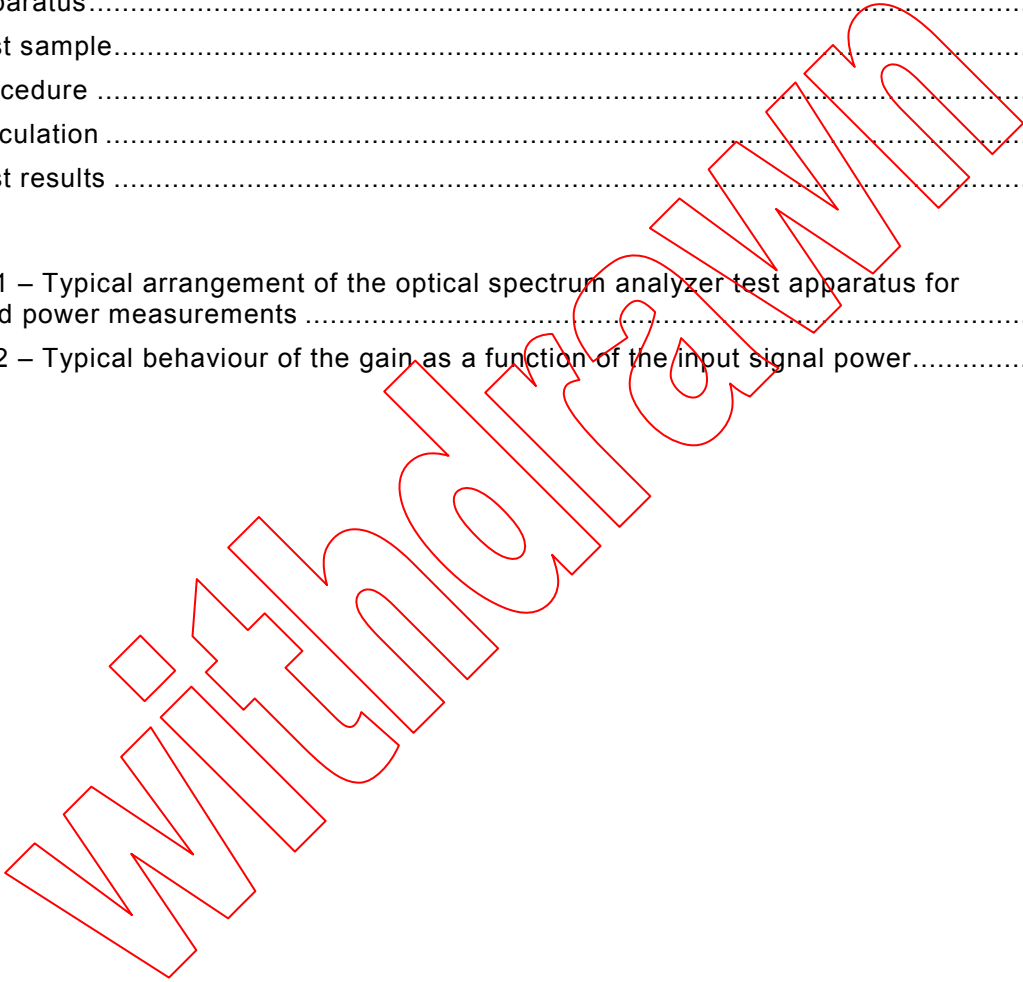 paratus........................................................................
st sample.....................................................................
cedure .......................................................................
culation ......................................................................
st results .....................................................................
1 – Typical arrangement of the optical spectrum analyzer test apparatus for
d power measurements ...............................................................
2 – Typical behaviour of the gain as a function of the input signal power..............
withdrawn